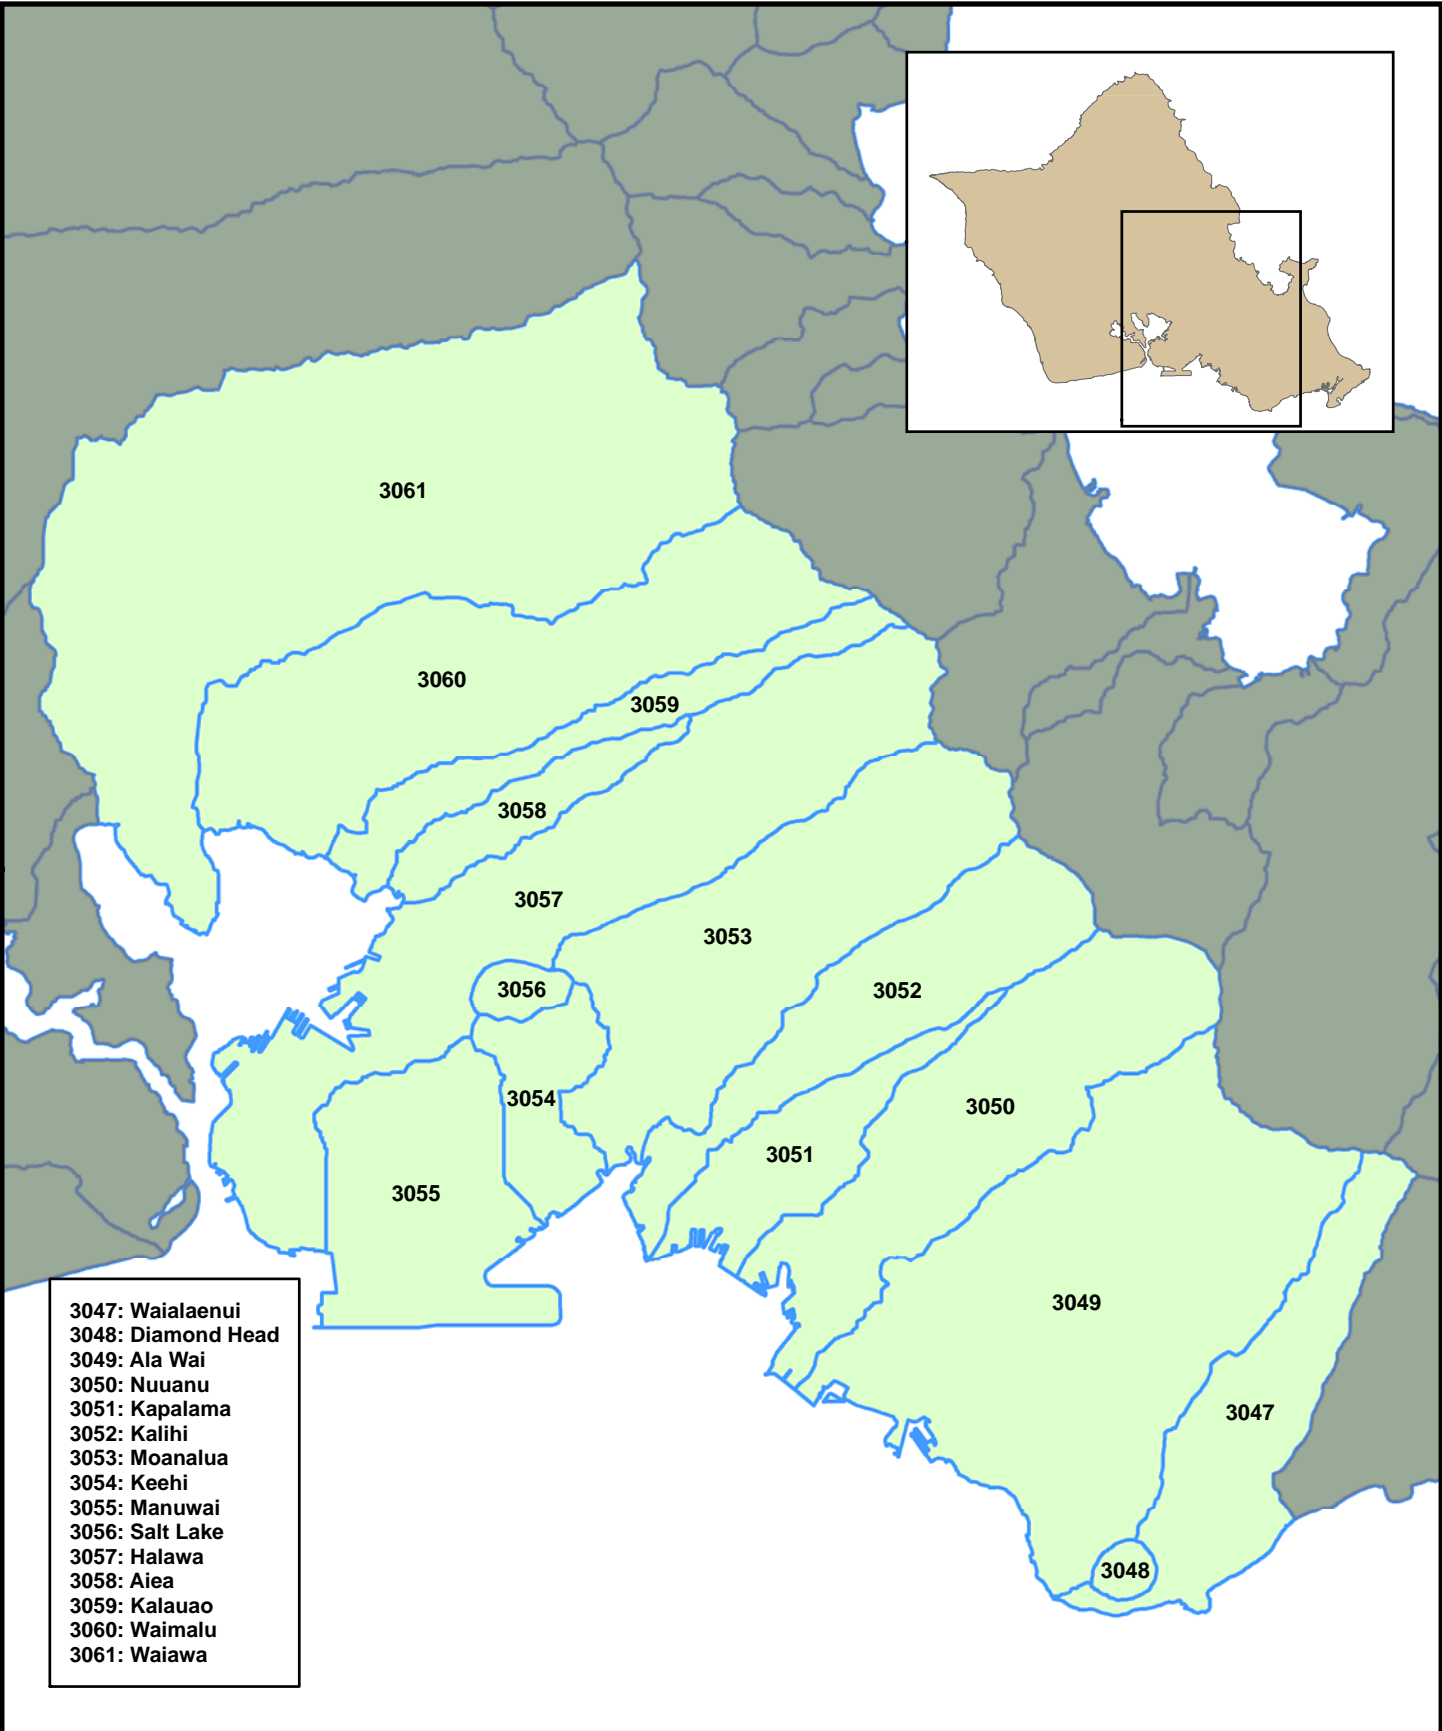 3061
3060
3059
3058
3057
3053
3056
3052
3054
3050
3051
3055
3049
3047
3048
3047: Waialaenui
3048: Diamond Head
3049: Ala Wai
3050: Nuuanu
3051: Kapalama
3052: Kalihi
3053: Moanalua
3054: Keehi
3055: Manuwai
3056: Salt Lake
3057: Halawa
3058: Aiea
3059: Kalauao
3060: Waimalu
3061: Waiawa